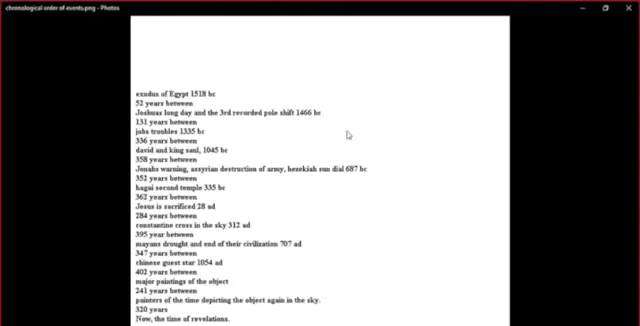 chronological order of events.png - Photos
exodus of Egypt 1518 bc
52 years between
Joshuas long day and the 3rd recorded pole shift 1466 bc
131 years between
jobs troubles 1335 bc
336 years between
david and king saul, 1045 bc
358 years between
Jonahs warning, assyrian destruction of army, hezekiah sun dial 687 bc
352 years between
hagai second temple 335 bc
362 years between
Jesus is sacrificed 28 ad
284 years between
constantine cross in the sky 312 ad
395 year between
mayans drought and end of their civilization 707 ad
347 years between
chinese guest star 1054 ad
402 years between
major paintings of the object
241 years between
painters of the time depicting the object again in the sky.
320 years
Now, the time of revelations.